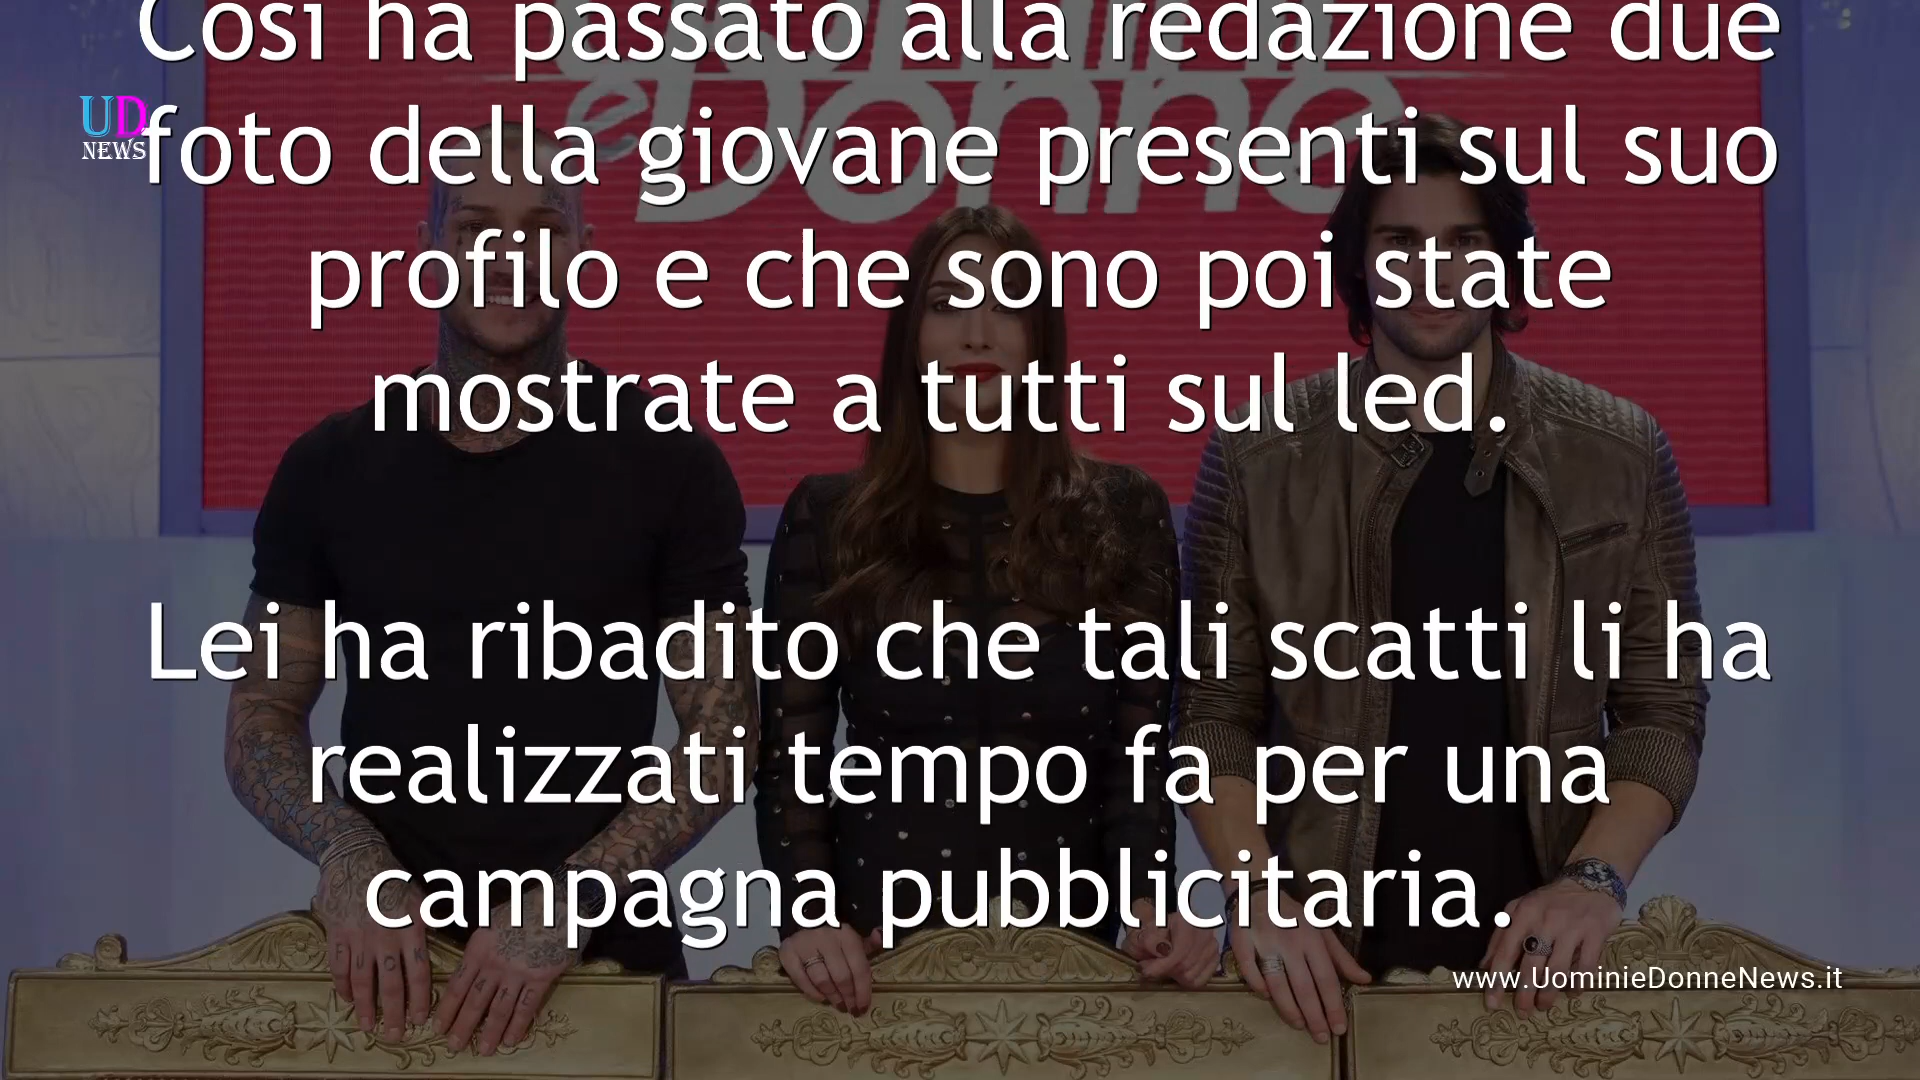 Così ha passato alla redazione due
UD
NEWS
foto della giovane presenti sul suo
profilo e che sono poi state
mostrate a tutti sul led.
Lei ha ribadito che tali scatti li ha
realizzati tempo fa per una
campagna pubblicitaria.
www.UominieDonneNews.it
e Donne
FUCK